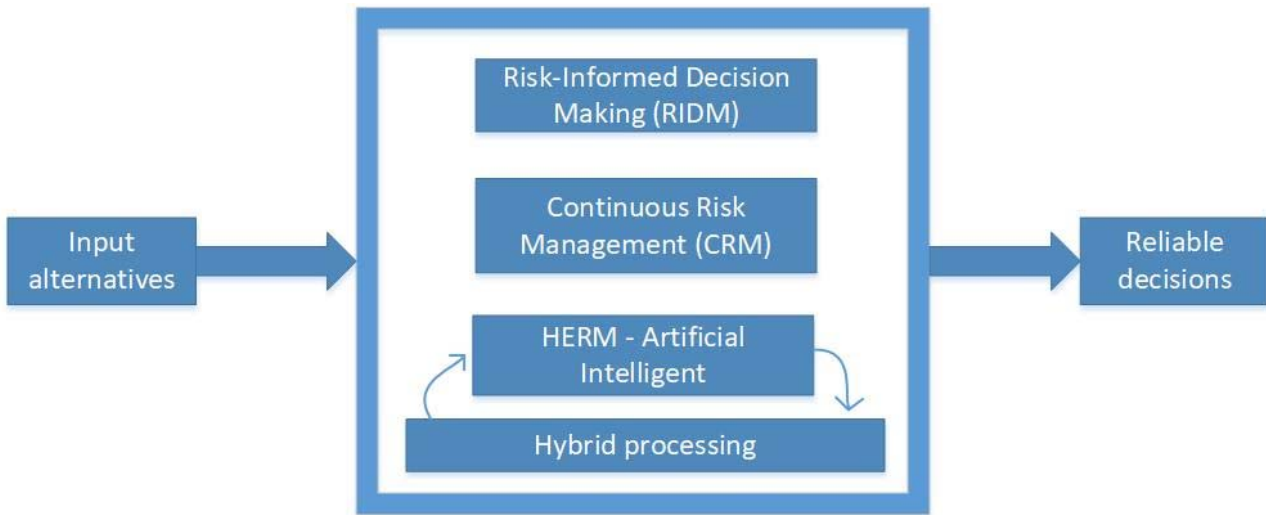 Risk-Informed Decision
Making (RIDM)
Continuous Risk
Management (CRM)
Input
alternatives
Reliable
decisions
HERM - Artificial
Intelligent
Hybrid processing